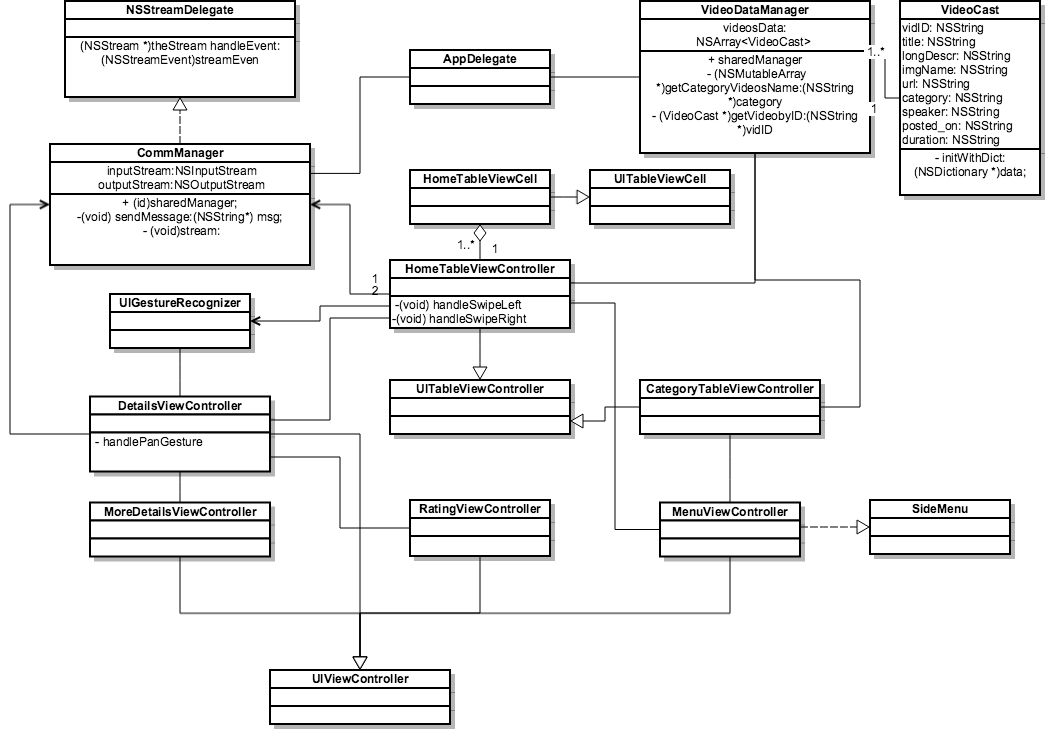 NSStreamDelegate
(NSStream *)theStream handleEvent:
(NSStreamEvent)streamEven
AppDelegate
VideoDataManager
videosData:
NSArray<VideoCast>
+ sharedManager
- (NSMutableArray
*)getCategoryVideosName:(NSString
*)category
- (VideoCast *)getVideobyID:(NSString
*)vidID
1..*
1
VideoCast
vidID: NSString
title: NSString
longDescr: NSString
imgName: NSString
url: NSString
category: NSString
speaker: NSString
posted_on: NSString
duration: NSString
- initWithDict:
(NSDictionary *)data;
CommManager
inputStream:NSInputStream
outputStream:NSOutputStream
+ (id)sharedManager;
-(void) sendMessage:(NSString*) msg;
- (void)stream:
HomeTableViewCell
UITableViewCell
1..*
1
HomeTableViewController
-(void) handleSwipeLeft
-(void) handleSwipeRight
1
2
UIGestureRecognizer
UITableViewController
CategoryTableViewController
DetailsViewController
- handlePanGesture
MoreDetailsViewController
RatingViewController
MenuViewController
SideMenu
UIViewController